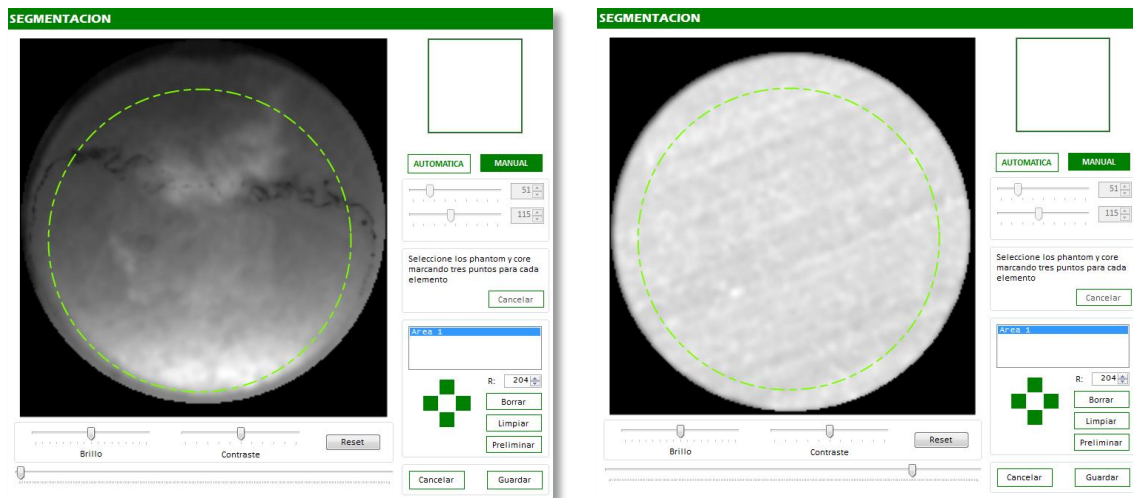 SEGMENTACION
AUTOMATICA
MANUAL
51
115
Seleccione los phantom y core
marcando tres puntos para cada
elemento
Cancelar
Area 1
R: 204
Borrar
Limpiar
Preliminar
Brillo
Contraste
Reset
Cancelar
Guardar
SEGMENTACION
AUTOMATICA
MANUAL
51
115
Seleccione los phantom y core
marcando tres puntos para cada
elemento
Cancelar
Area 1
R: 204
Borrar
Limpiar
Preliminar
Brillo
Contraste
Reset
Cancelar
Guardar